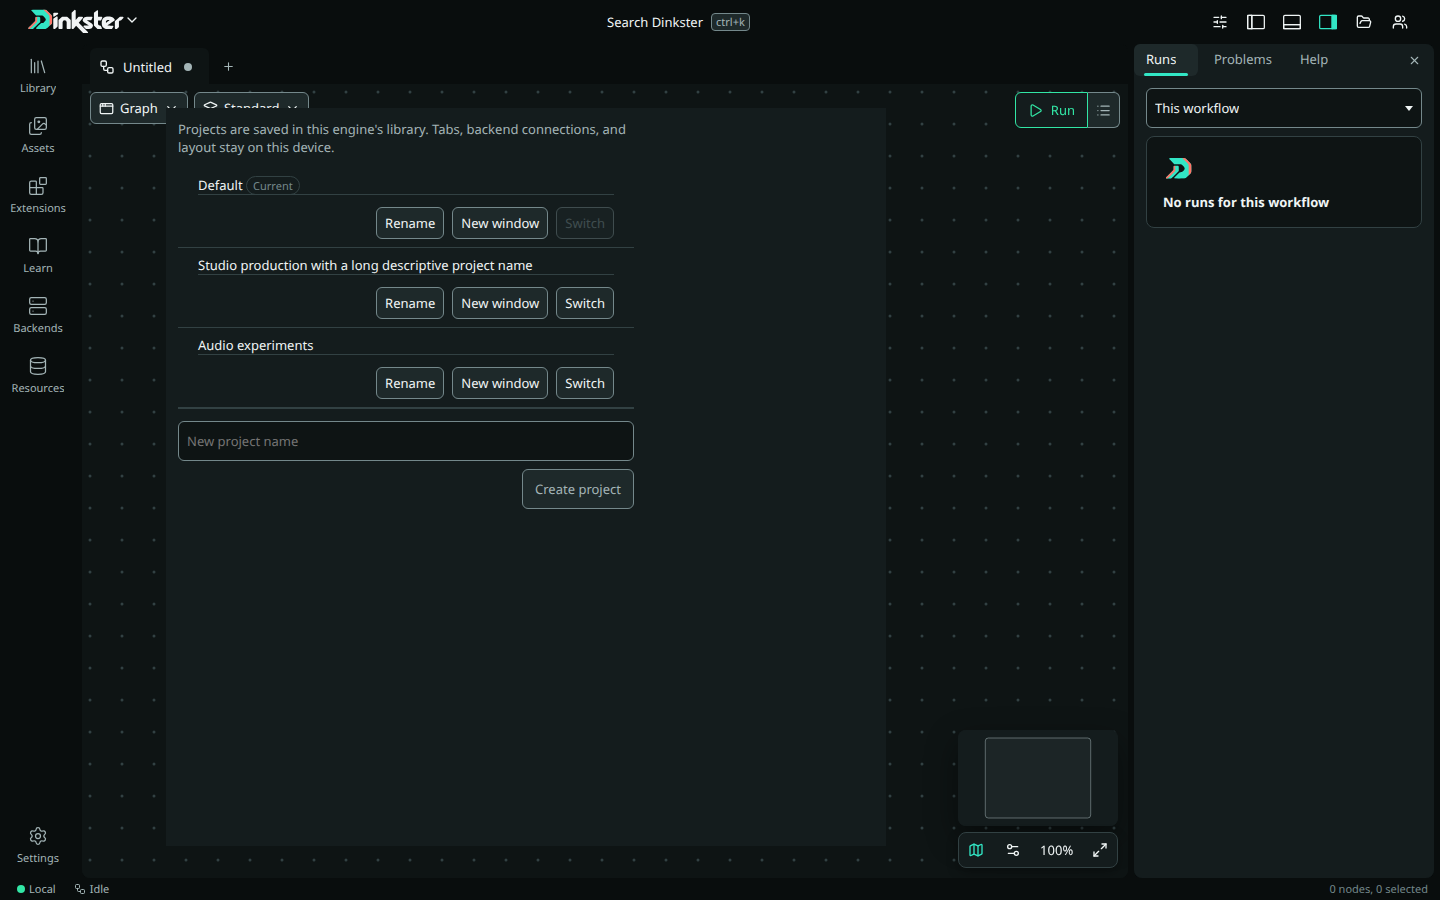 Dinkster
Search Dinkster ctrl+k
Library
Assets
Extensions
Learn
Backends
Resources
Settings
Untitled
Graph
Standard
Run
Projects are saved in this engine's library. Tabs, backend connections, and
layout stay on this device.
Default Current
Rename New window Switch
Studio production with a long descriptive project name
Rename New window Switch
Audio experiments
Rename New window Switch
New project name
Create project
100%
Runs Problems Help
This workflow
No runs for this workflow
Local Idle
0 nodes, 0 selected